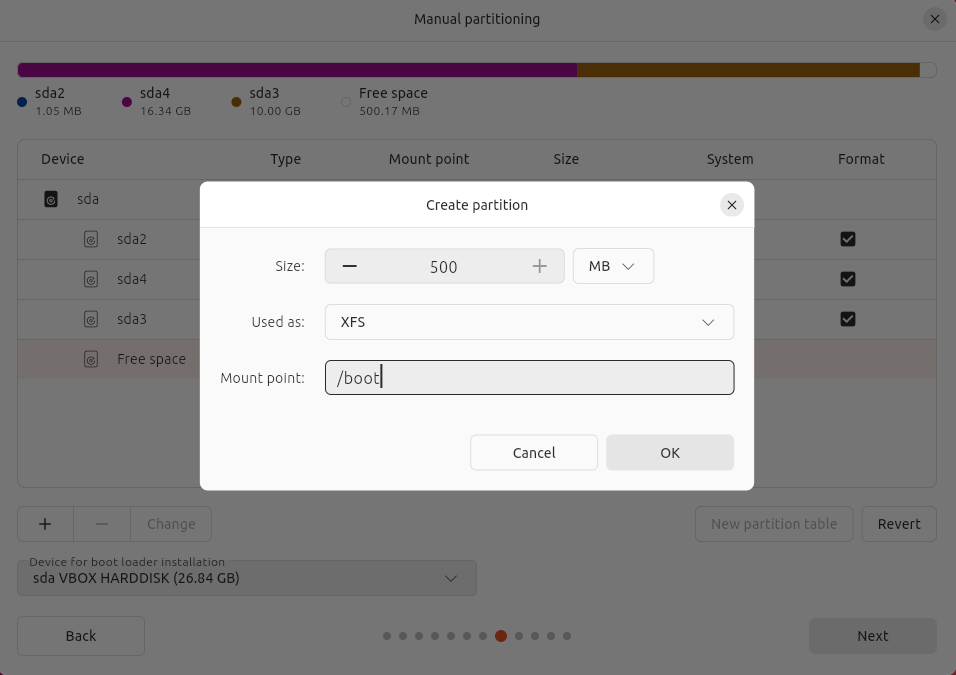 Manual partitioning
sda2 sda4 sda3 Free space
1.05 MB 16.34 GB 10.00 GB 500.17 MB
Device Type Mount point Size System Format
sda
sda2
sda4
sda3
Free space
Create partition
Size: 500 MB
Used as: XFS
Mount point: /boot
Cancel OK
Change New partition table Revert
Device for boot loader installation
sda VBOX HARDDISK (26.84 GB)
Back Next